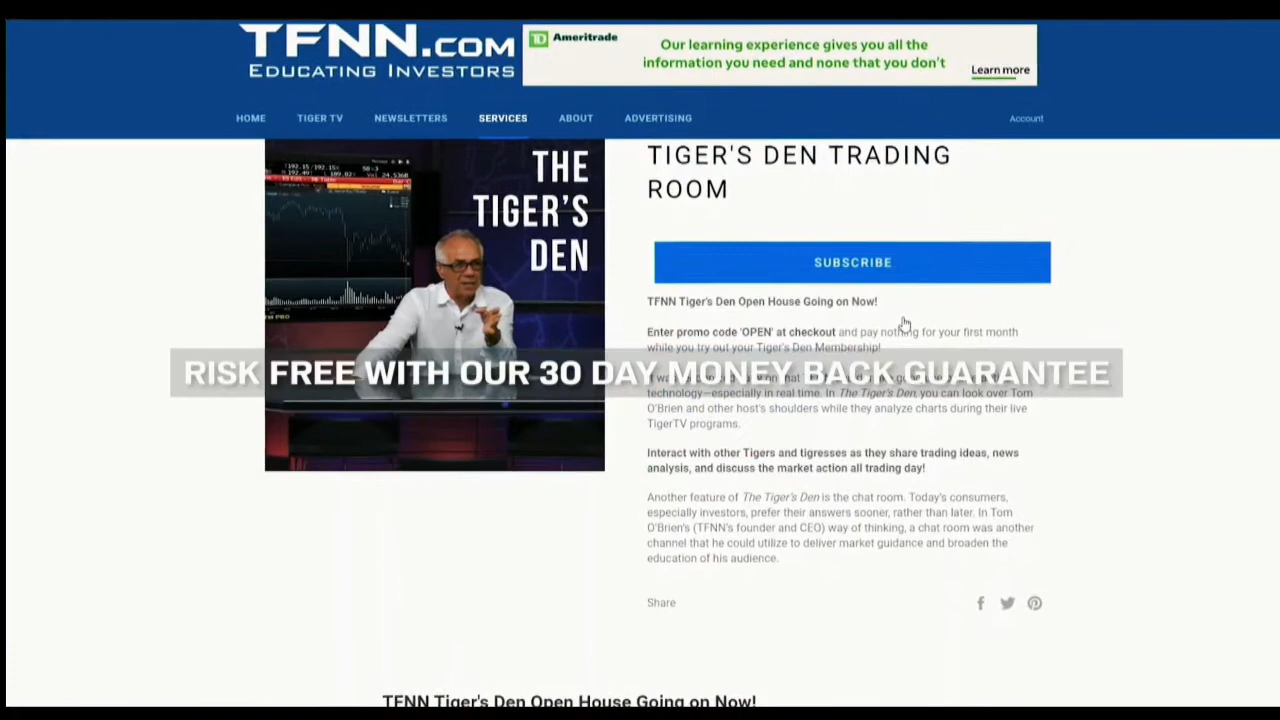 TFNN.COM
EDUCATING INVESTORS
TD Ameritrade
Our learning experience gives you all the
information you need and none that you don't
Learn more
HOME
TIGER TV
NEWSLETTERS
SERVICES
ABOUT
ADVERTISING
Account
THE
TIGER'S
DEN
TIGER'S DEN TRADING
ROOM
SUBSCRIBE
TFNN Tiger's Den Open House Going on Now!
Enter promo code 'OPEN' at checkout and pay nothing for your first month
while you try out your Tiger's Den Membership!
RISK FREE WITH OUR 30 DAY MONEY BACK GUARANTEE
technology—especially in real time. In The Tiger's Den, you can look over Tom
O'Brien and other host's shoulders while they analyze charts during their live
TigerTV programs.
Interact with other Tigers and tigresses as they share trading ideas, news
analysis, and discuss the market action all trading day!
Another feature of The Tiger's Den is the chat room. Today's consumers,
especially investors, prefer their answers sooner, rather than later. In Tom
O'Brien's (TFNN's founder and CEO) way of thinking, a chat room was another
channel that he could utilize to deliver market guidance and broaden the
education of his audience.
Share
TFNN Tiger's Den Open House Going on Now!